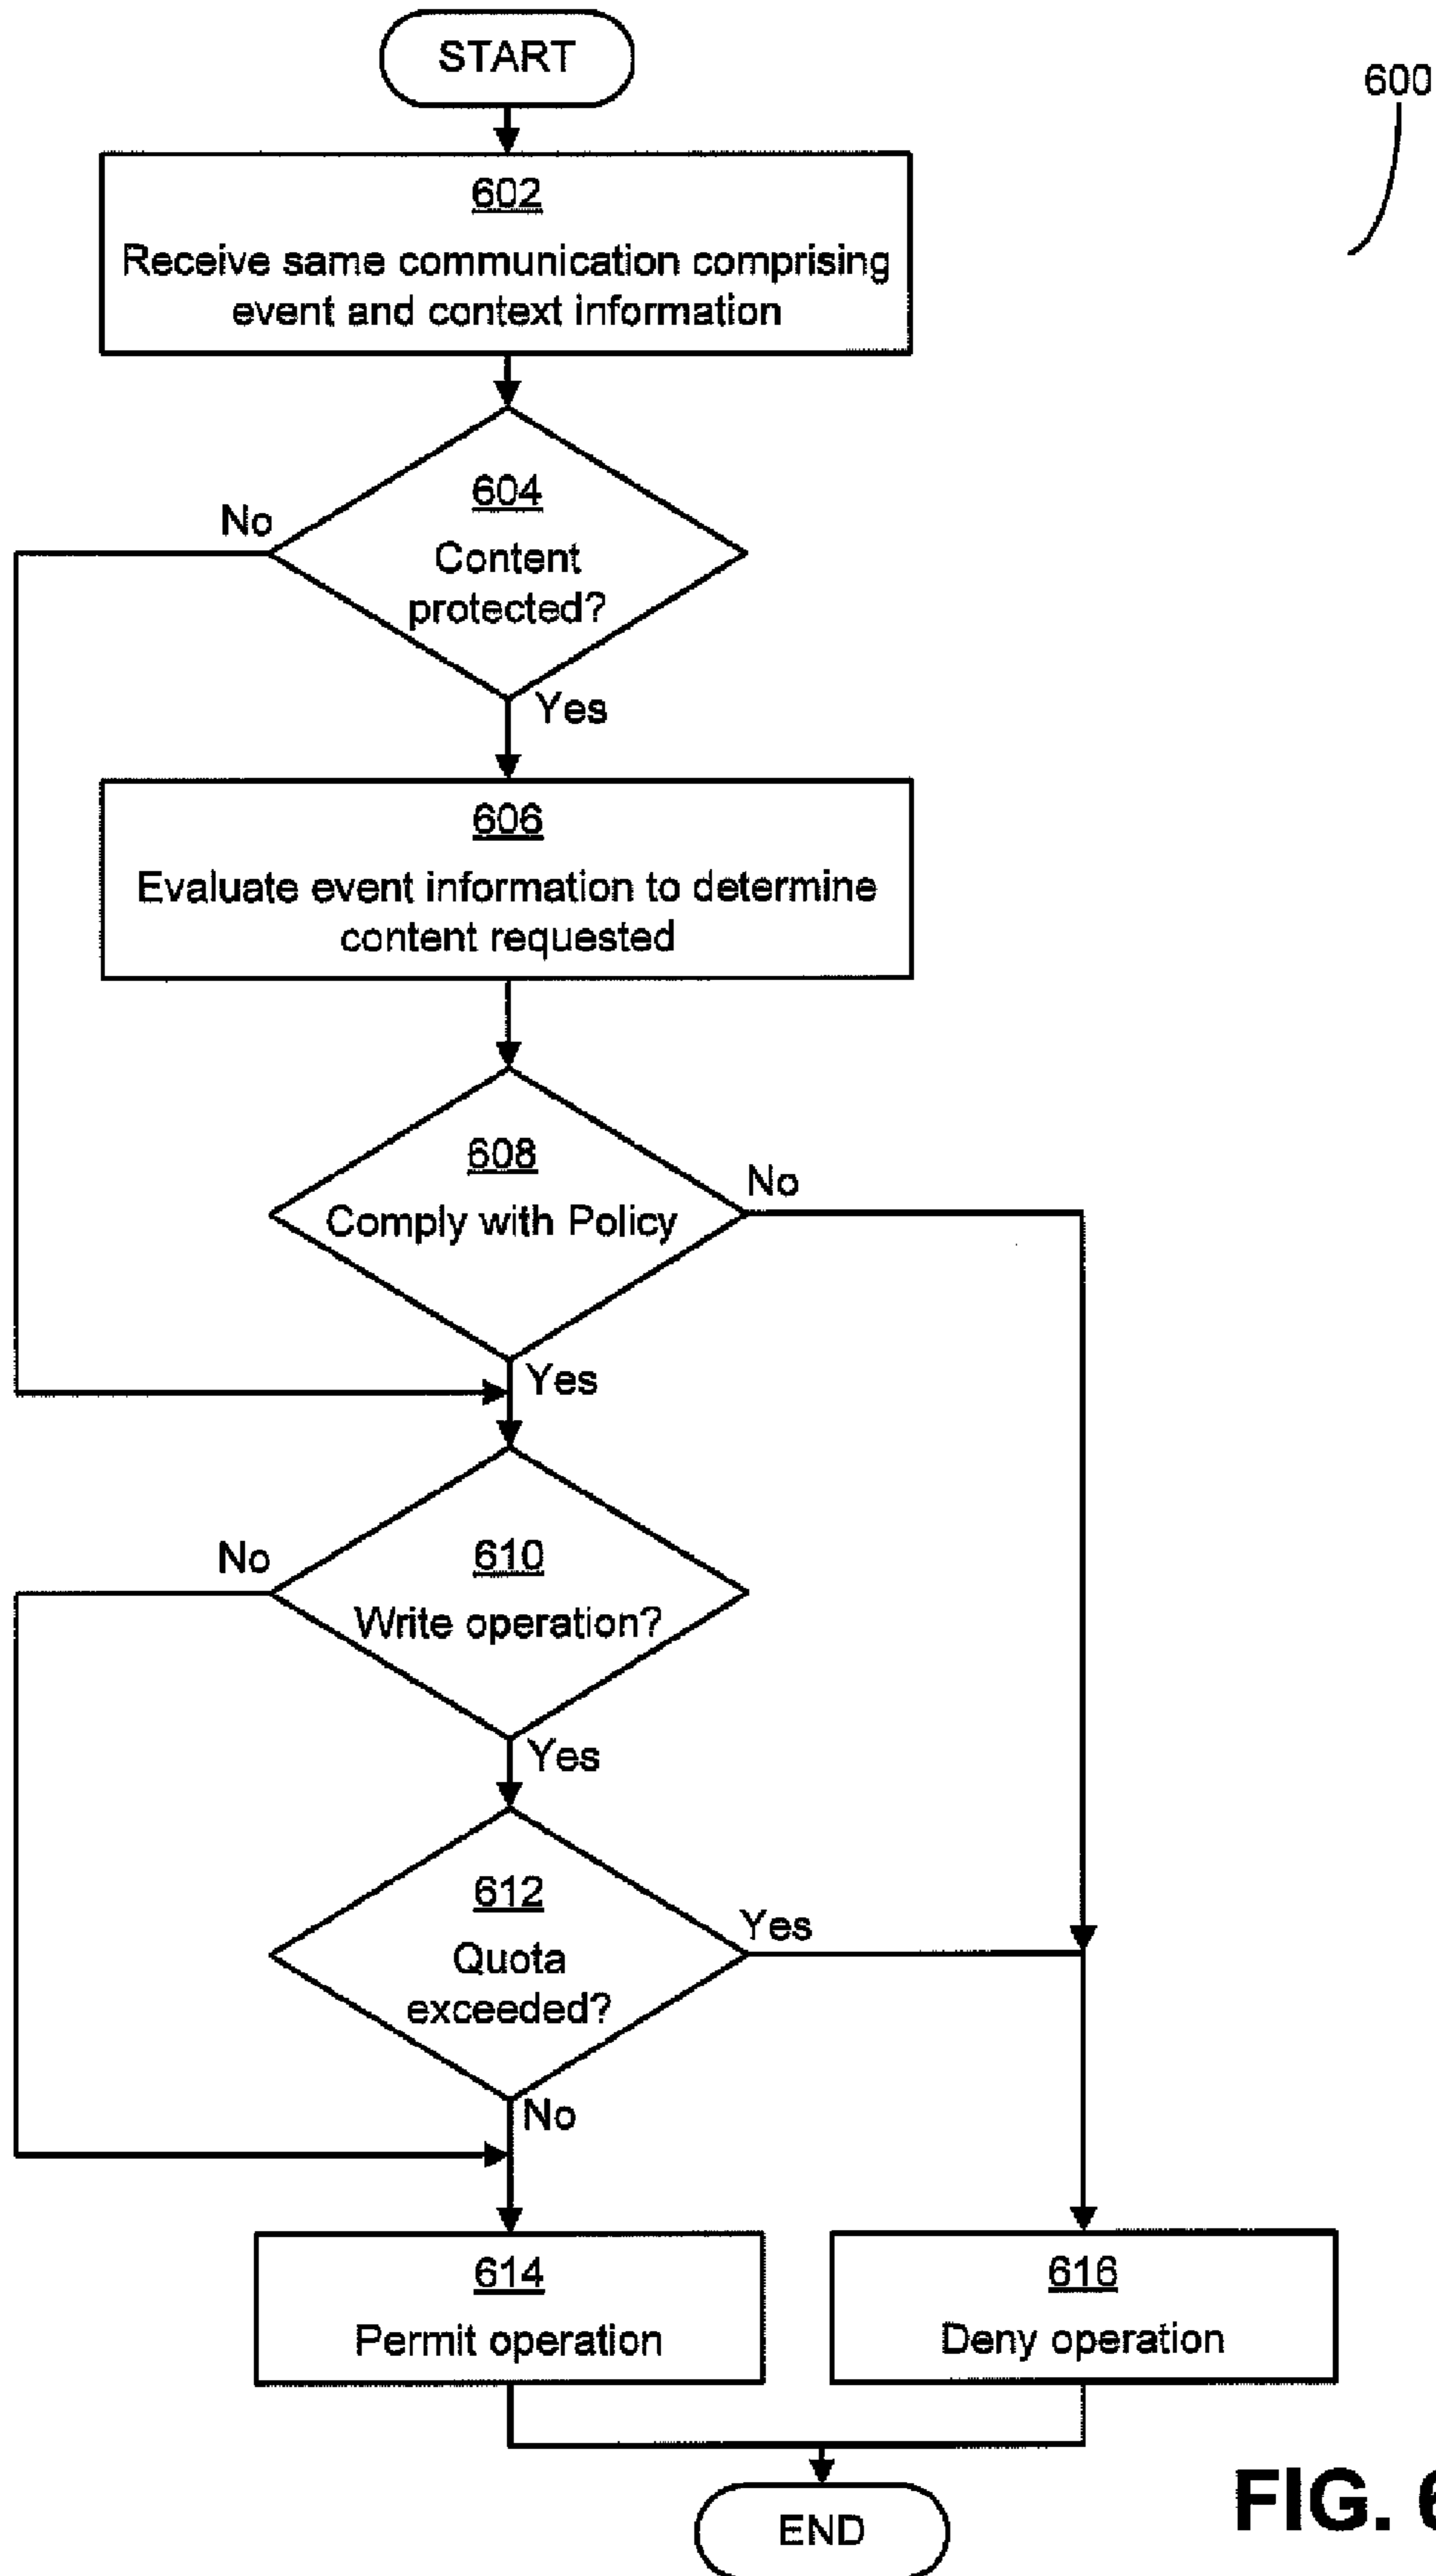 START
600
602
Receive same communication comprising
event and context information
604
No
Content
protected?
Yes
606
Evaluate event information to determine
content requested
608
No
Comply with Policy
Yes
610
No
Write operation?
Yes
612
Yes
Quota
exceeded?
No
614
Permit operation
616
Deny operation
END
FIG. 6